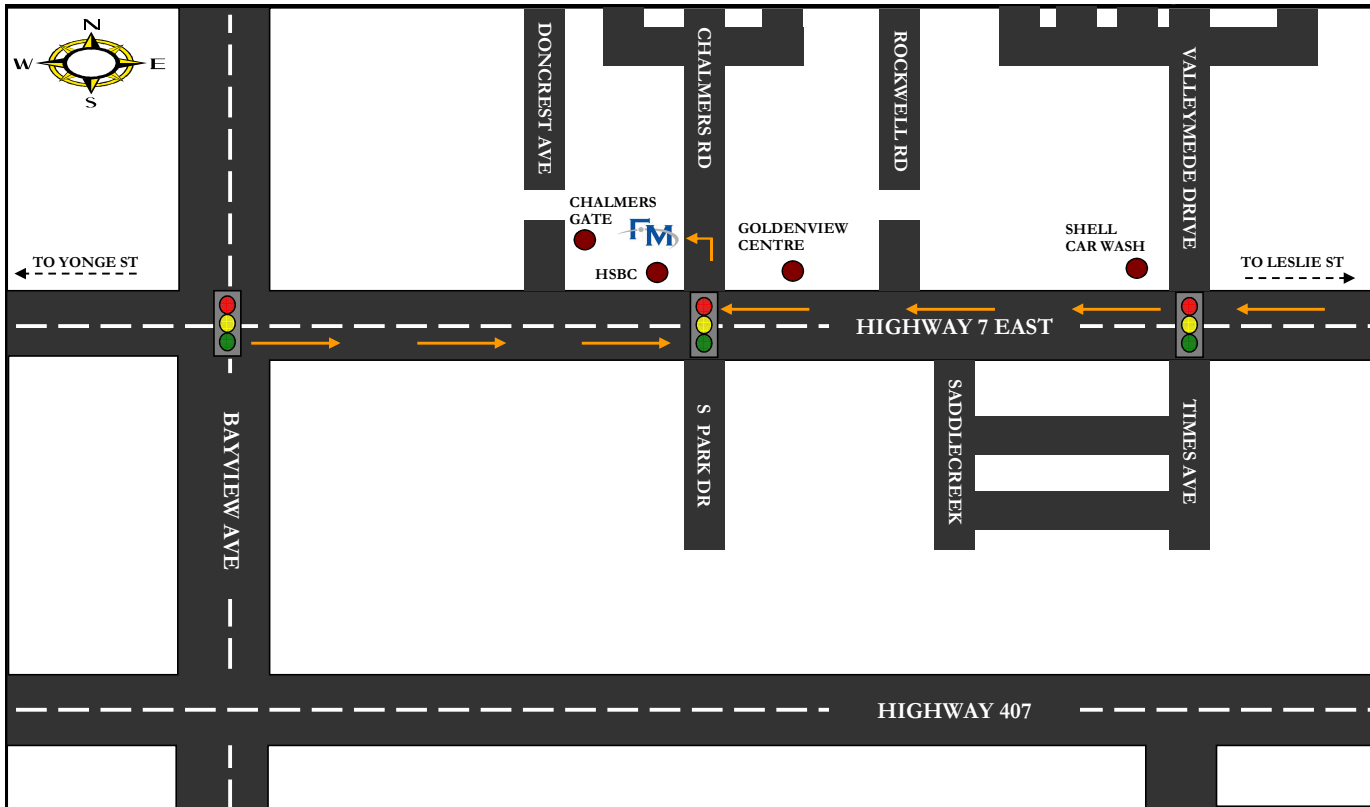 N
W
E
S
DONCREST AVE
CHALMERS RD
ROCKWELL RD
VALLEYMEDE DRIVE
CHALMERS
GATE
FM
HSBC
GOLDENVIEW
CENTRE
SHELL
CAR WASH
TO YONGE ST
TO LESLIE ST
HIGHWAY 7 EAST
BAYVIEW AVE
S PARK DR
SADDLECREEK
TIMES AVE
HIGHWAY 407